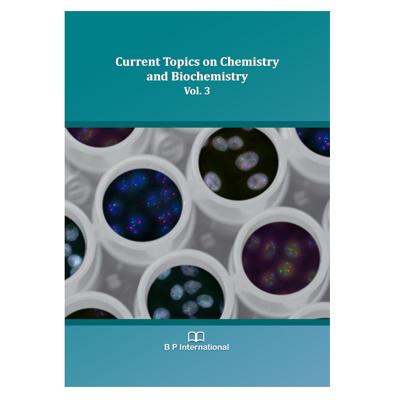 Current Topics on Chemistry
and Biochemistry
Vol. 3
B P International